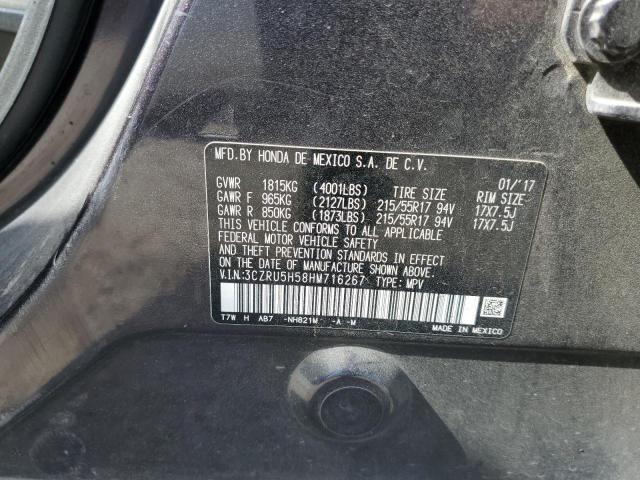 MFD.BY HONDA DE MEXICO S.A. DE C.V.
01/'17
GVWR 1815KG (4001LBS) TIRE SIZE RIM SIZE
GAWR F 965KG (2127LBS) 215/55R17 94V 17X7.5J
GAWR R 850KG (1873LBS) 215/55R17 94V 17X7.5J
THIS VEHICLE CONFORMS TO ALL APPLICABLE
FEDERAL MOTOR VEHICLE SAFETY
AND THEFT PREVENTION STANDARDS IN EFFECT
ON THE DATE OF MANUFACTURE SHOWN ABOVE.
V.I.N:3CZRU5H58HM716267 TYPE: MPV
T7W H AB7 -NH821M -A -M
MADE IN MEXICO